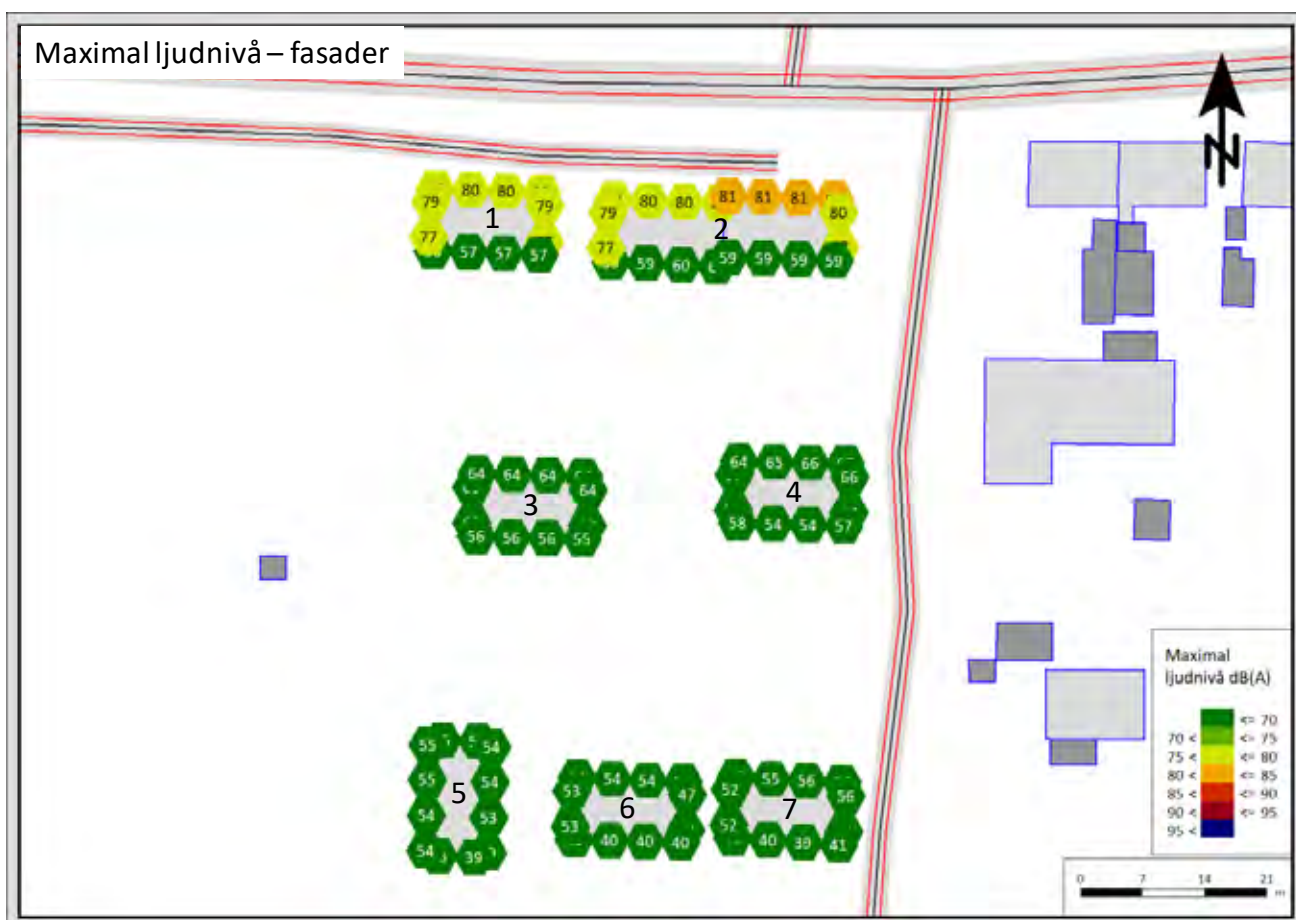 Maximal ljudnivå – fasader
N
79 80 80 79
1
77 57 57 57
79 80 80 81 81 81 80
2
77 59 60 59 59 59 59
64 64 64 64
3
56 56 56 55
64 65 66 66
4
58 54 54 57
55 54
55 54
5
54 53
54 39
53 54 54 47
6
53 40 40 40
52 55 56 56
7
52 40 39 41
Maximal
ljudnivå dB(A)
<= 70
70 < <= 75
75 < <= 80
80 < <= 85
85 < <= 90
90 < <= 95
95 <
0 7 14 21
m